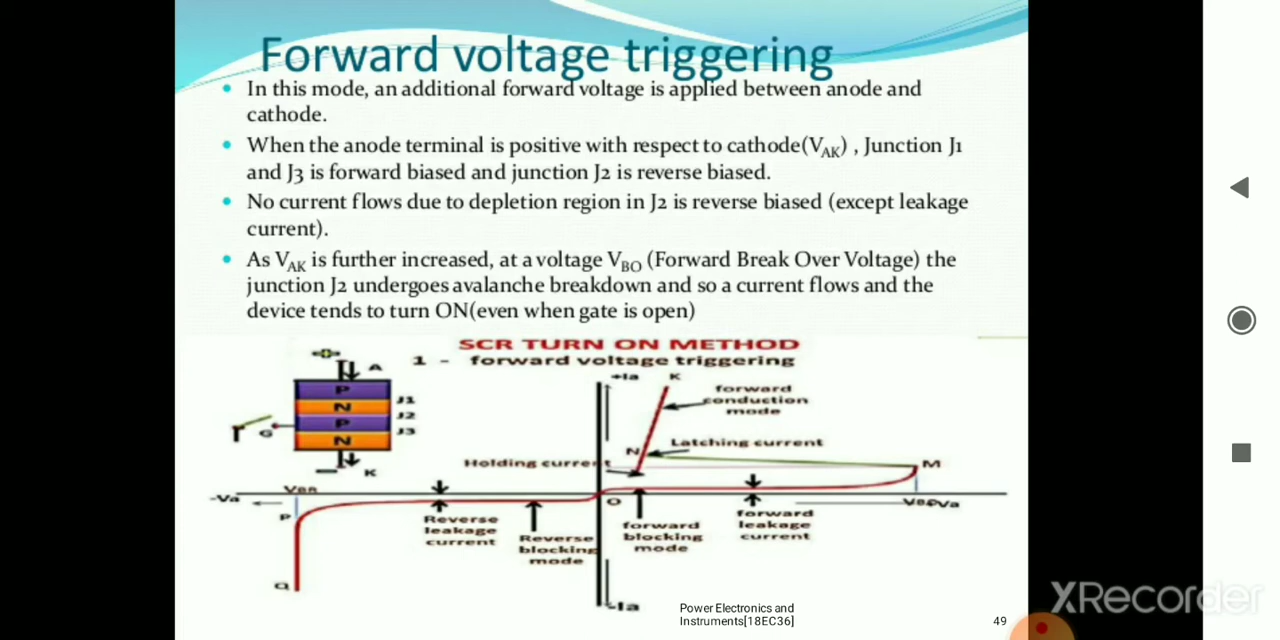 Forward voltage triggering
In this mode, an additional forward voltage is applied between anode and
cathode.
When the anode terminal is positive with respect to cathode(VAK) , Junction J1
and J3 is forward biased and junction J2 is reverse biased.
No current flows due to depletion region in J2 is reverse biased (except leakage
current).
As VAK is further increased, at a voltage VBO (Forward Break Over Voltage) the
junction J2 undergoes avalanche breakdown and so a current flows and the
device tends to turn ON(even when gate is open)
SCR TURN ON METHOD
1 - forward voltage triggering
A
P
N
P
N
J1
J2
J3
G
K
+Ia
K
forward
conduction
mode
N
Latching current
Holding current
M
-Va
VBR
P
O
VBO
+Va
Reverse
leakage
current
Reverse
blocking
mode
forward
blocking
mode
forward
leakage
current
Q
-Ia
Power Electronics and
Instruments[18EC36]
49
XRecorder